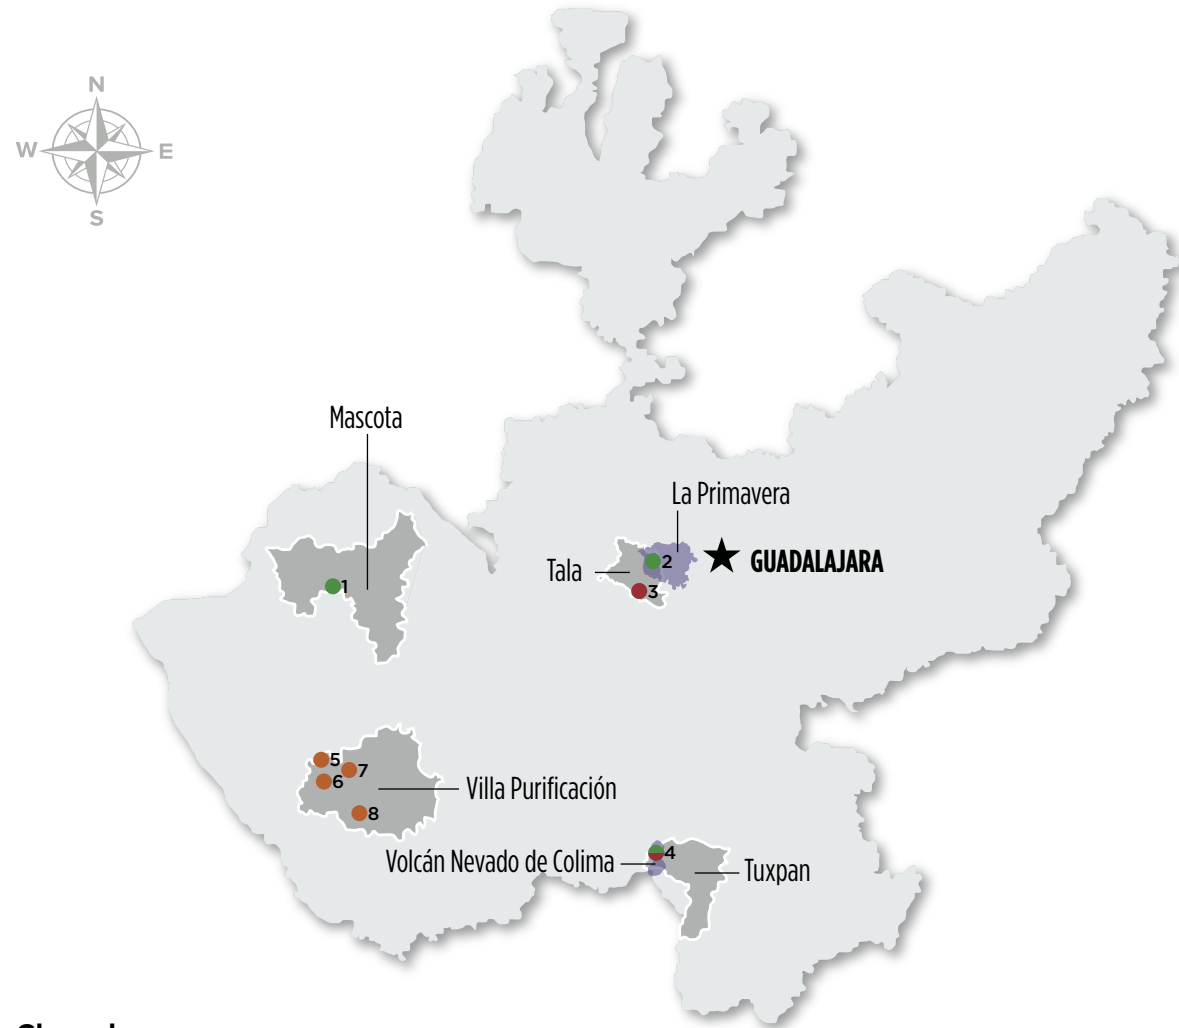 N
W E
S
Mascota
La Primavera
GUADALAJARA
Tala
2
3
1
5
7
6
8
Villa Purificación
4
Volcán Nevado de Colima
Tuxpan